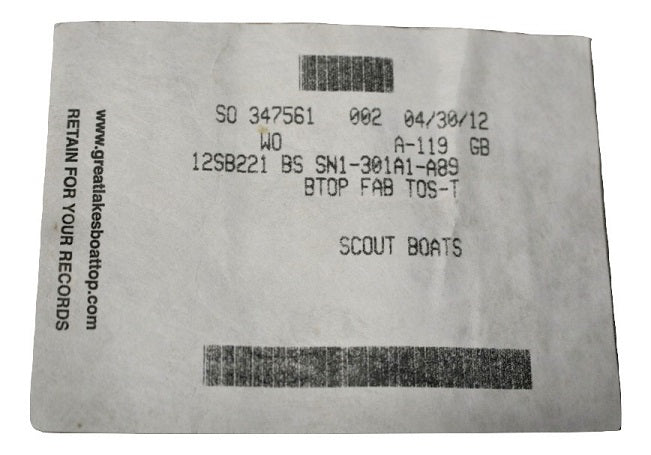 SO 347561 002 04/30/12
WO A-119 GB
12SB221 BS SN1-301A1-A89
BTOP FAB TOS-T
SCOUT BOATS
www.greatlakesboattop.com
RETAIN FOR YOUR RECORDS